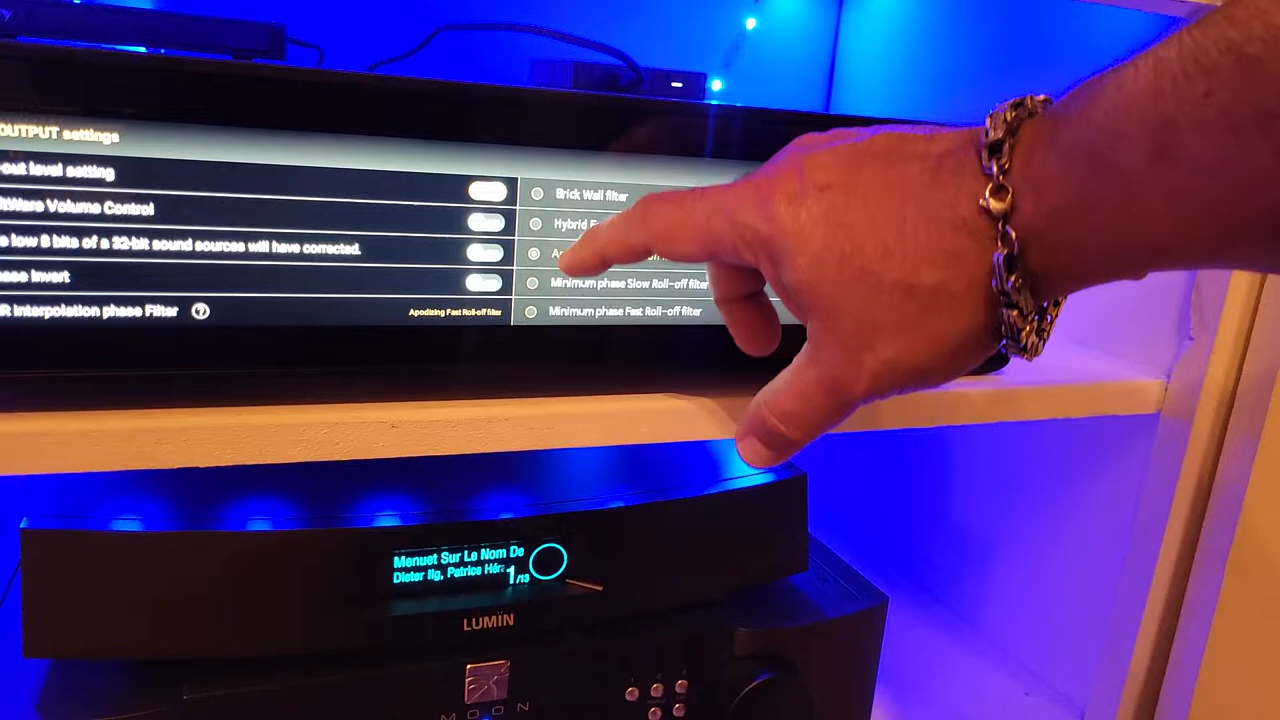 OUTPUT settings
-out level setting
ftWare Volume Control
e low 8 bits of a 32-bit sound sources will have corrected.
ase Invert
R Interpolation phase Filter ?
Apodizing Fast Roll-off filter
Brick Wall filter
Hybrid F
A
Minimum phase Slow Roll-off filter
Minimum phase Fast Roll-off filter
Menuet Sur Le Nom De
Dieter Ilg, Patrice Hér
1/13
LUMÏN
MOON